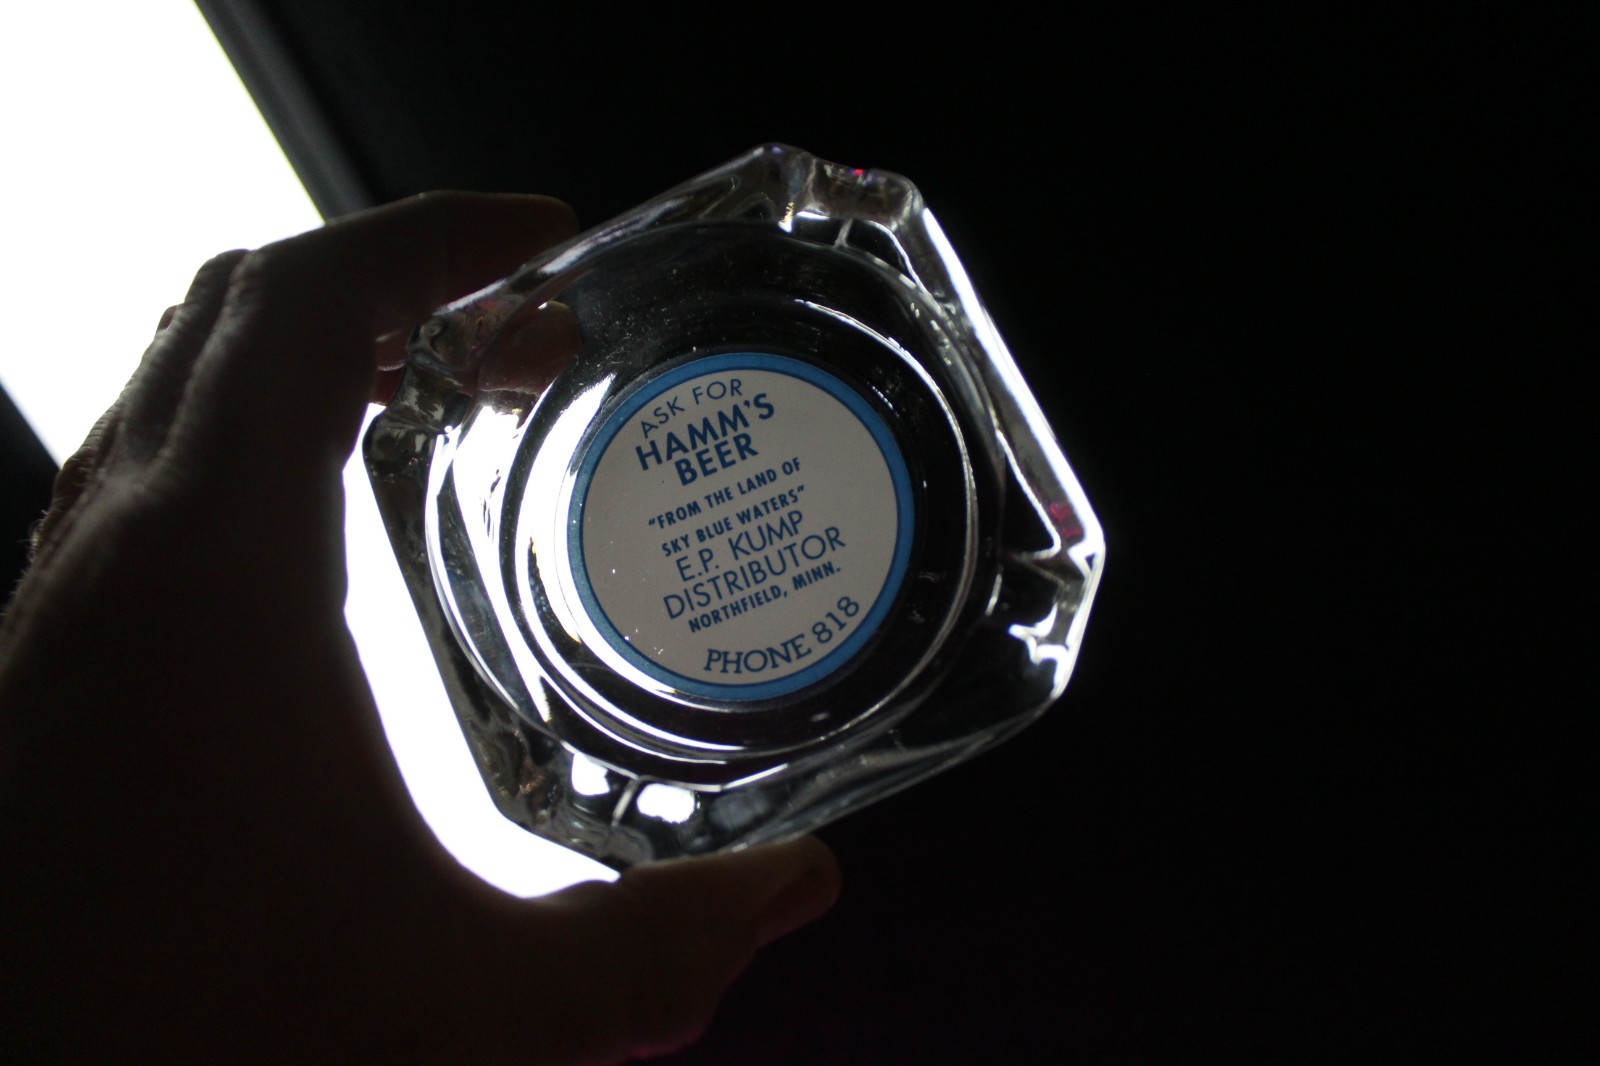 ASK FOR
HAMM'S
BEER
"FROM THE LAND OF
SKY BLUE WATERS"
E.P. KUMP
DISTRIBUTOR
NORTHFIELD, MINN.
PHONE 818